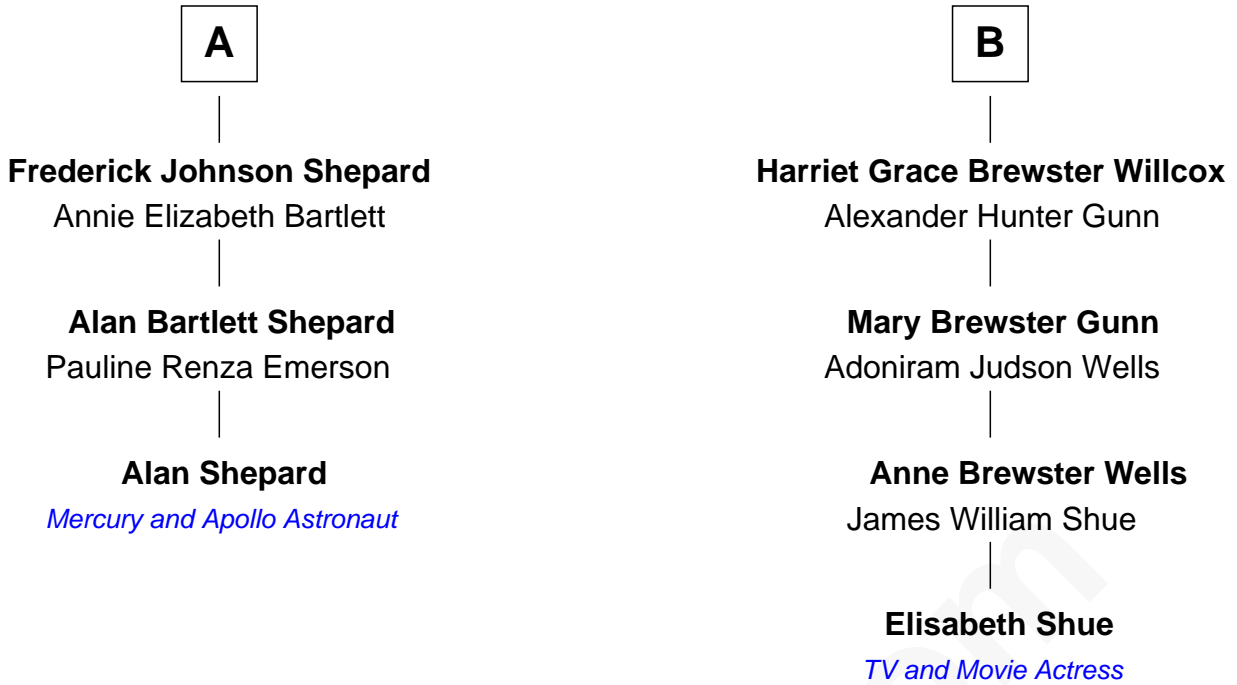 A
Frederick Johnson Shepard
Annie Elizabeth Bartlett
Alan Bartlett Shepard
Pauline Renza Emerson
Alan Shepard
Mercury and Apollo Astronaut
B
Harriet Grace Brewster Willcox
Alexander Hunter Gunn
Mary Brewster Gunn
Adoniram Judson Wells
Anne Brewster Wells
James William Shue
Elisabeth Shue
TV and Movie Actress